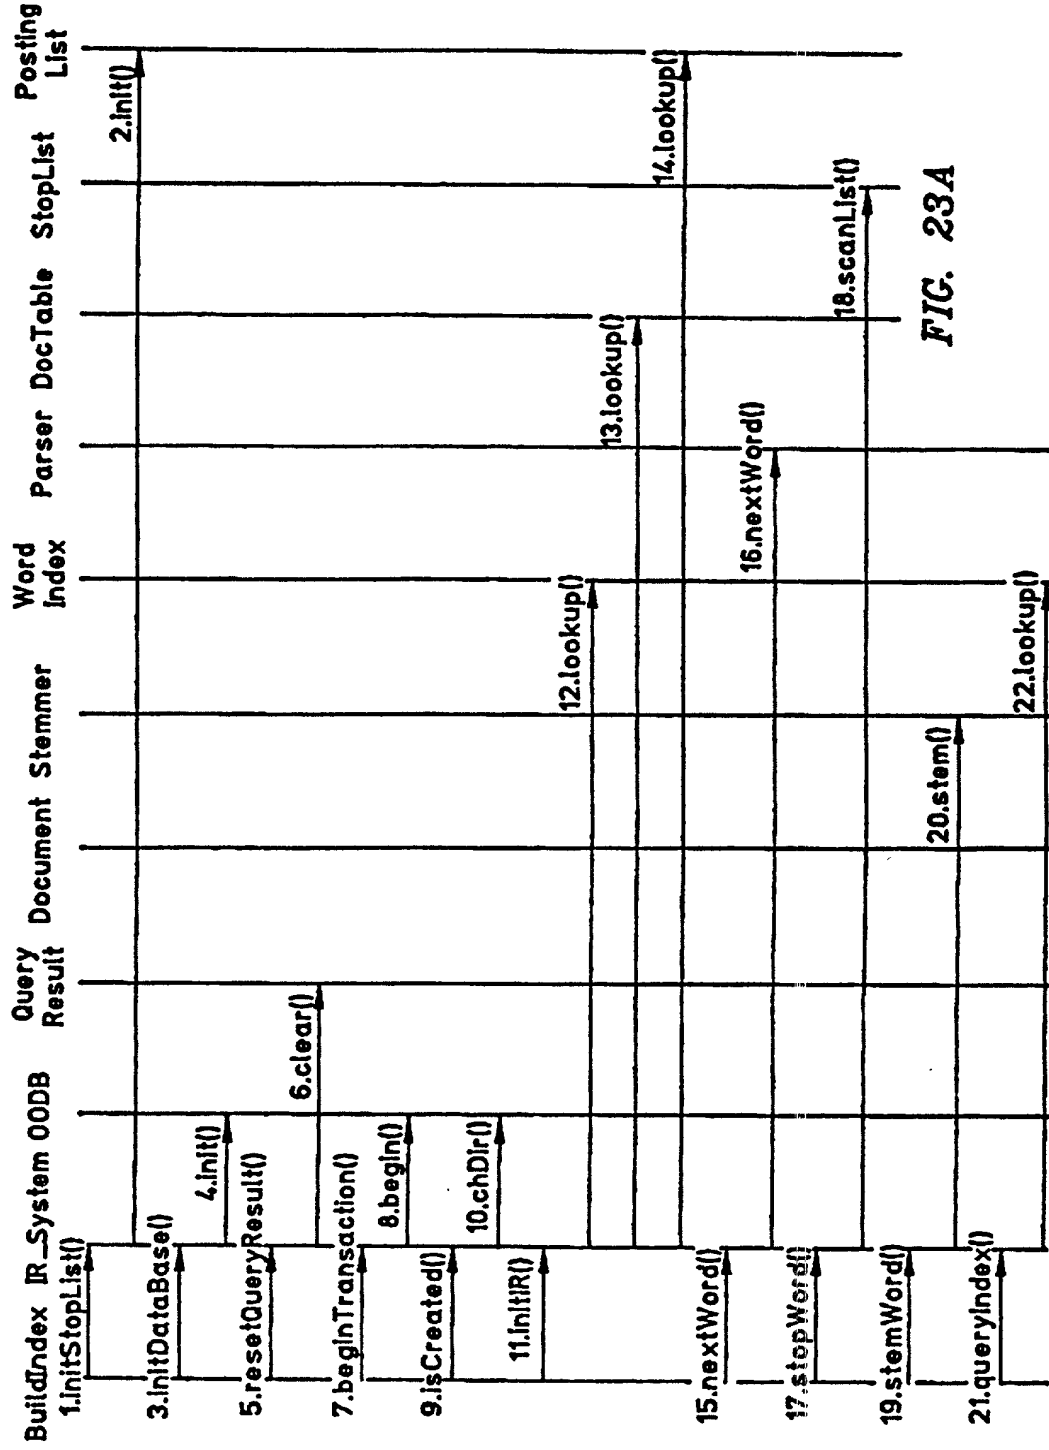 BuildIndex IR_System OODB Query Result Document Stemmer Word Index Parser DocTable StopList Posting List
1.initStopList()
2.init()
3.initDataBase()
4.init()
5.resetQueryResult()
6.clear()
7.beginTransaction()
8.begin()
9.isCreated()
10.chDir()
11.initIR()
12.lookup()
13.lookup()
14.lookup()
15.nextWord()
16.nextWord()
17.stopWord()
18.scanList()
19.stemWord()
20.stem()
21.queryIndex()
22.lookup()
FIG. 23A